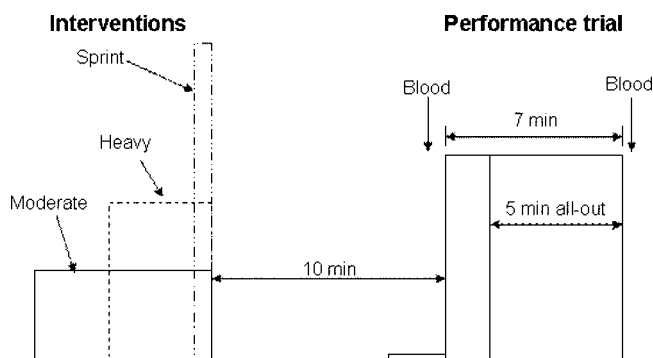 Interventions
Performance trial
Sprint
Blood
Blood
7 min
Heavy
Moderate
5 min all-out
10 min